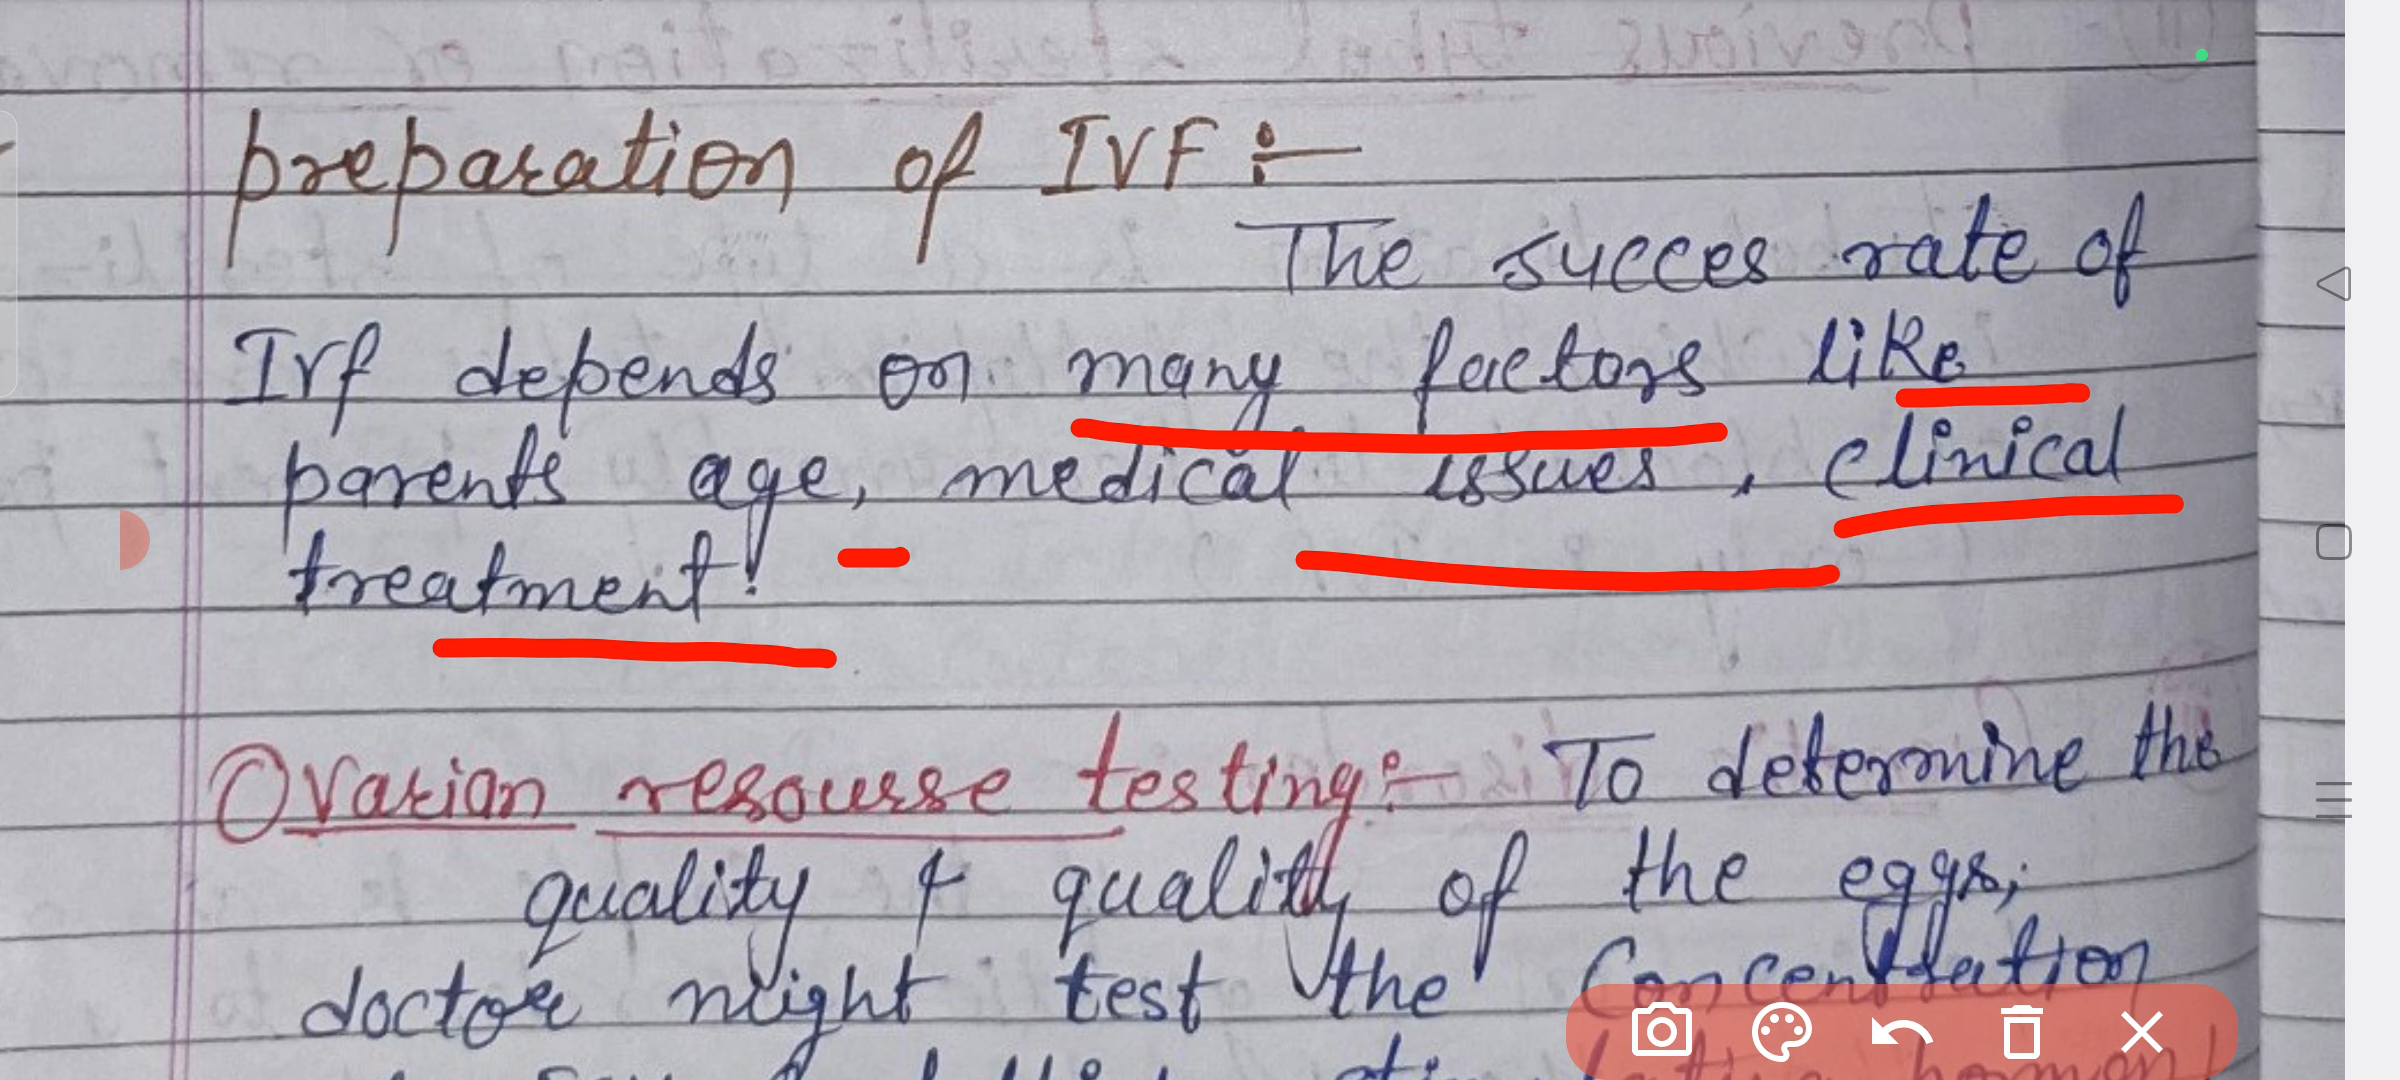 preparation of IVF :-
The succes rate of
Ivf depends on many factors like
parents age, medical issues, clinical
treatment!
Ovarian resourse testing :- To determine the
quality & quality of the eggs,
doctor might test the Concentration